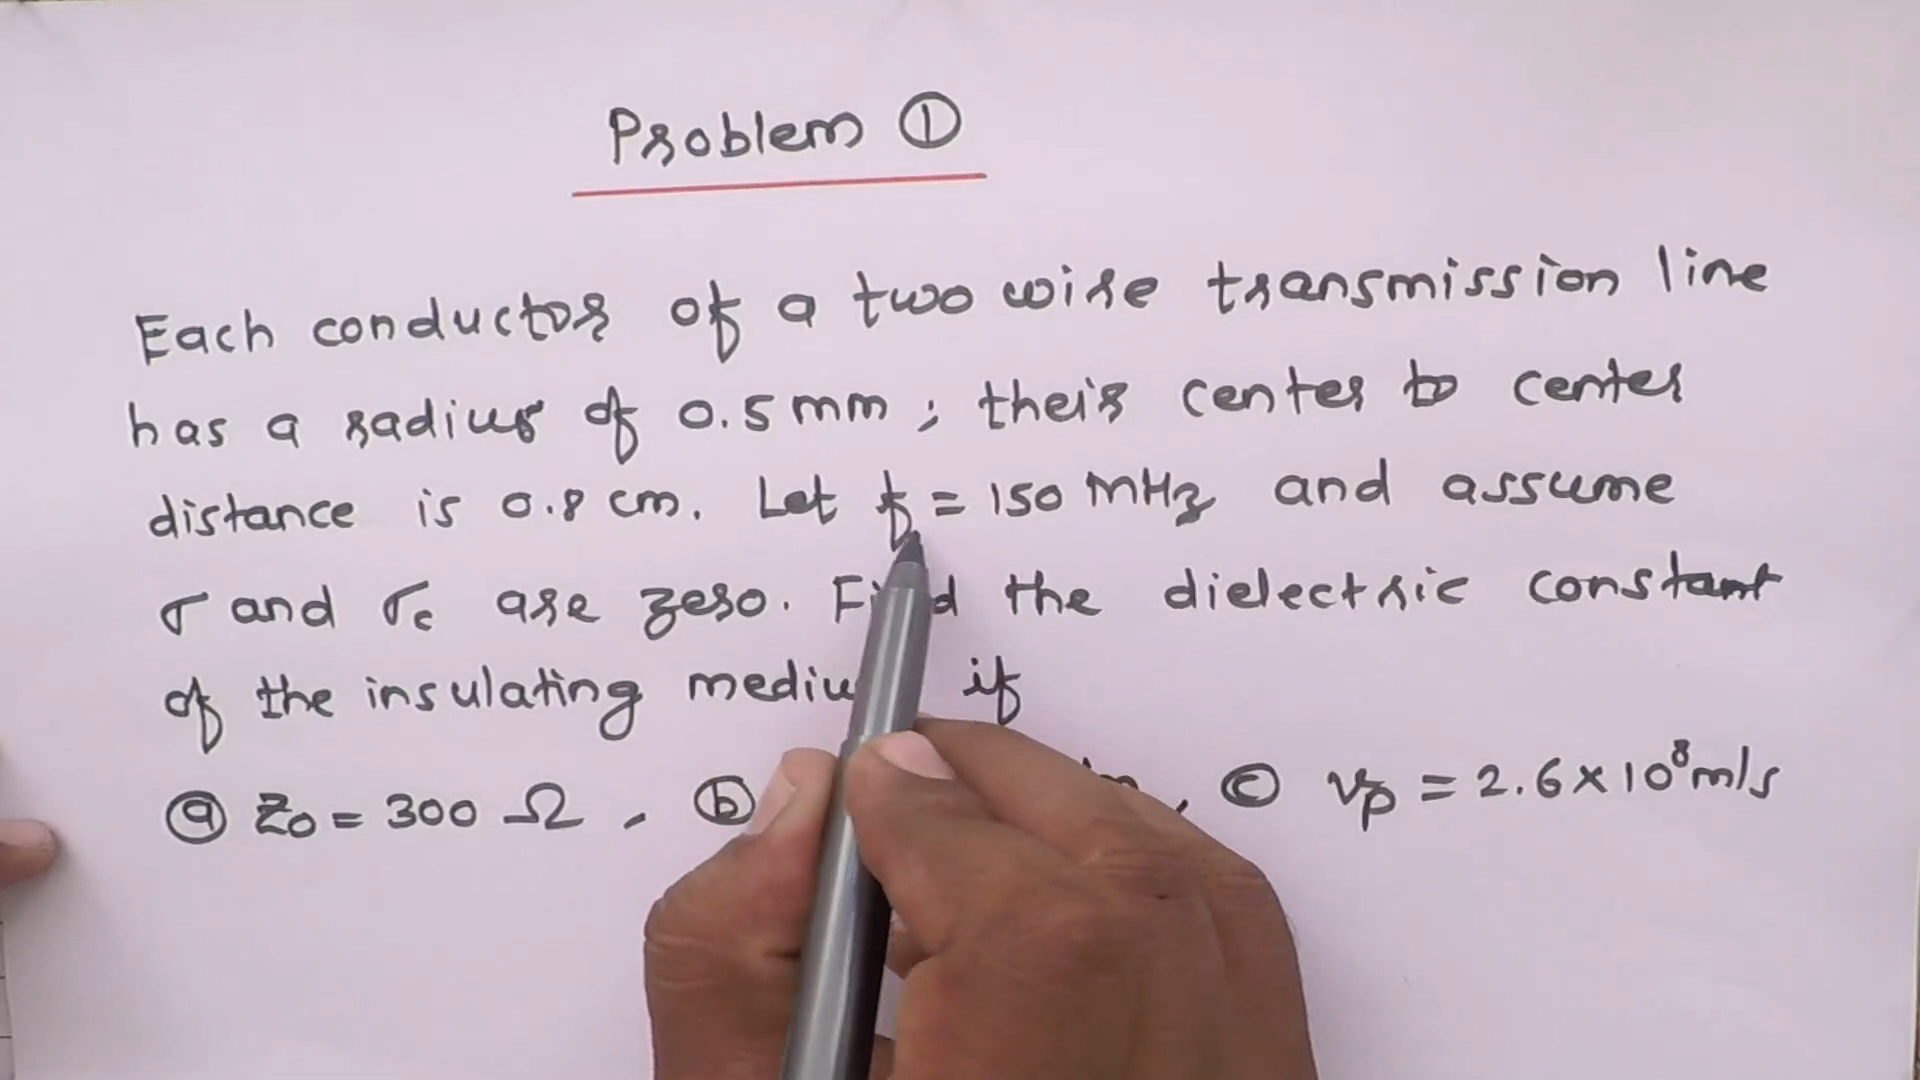 Problem ①
Each conductor of a two wire transmission line
has a radius of 0.5 mm ; their center to center
distance is 0.8 cm. Let f = 150 MHz and assume
σ and σc are zero. the dielectric constant
of the insulating if
ⓐ Z0 = 300 Ω , ⓑ , ⓒ vp = 2.6 × 10⁸ m/s